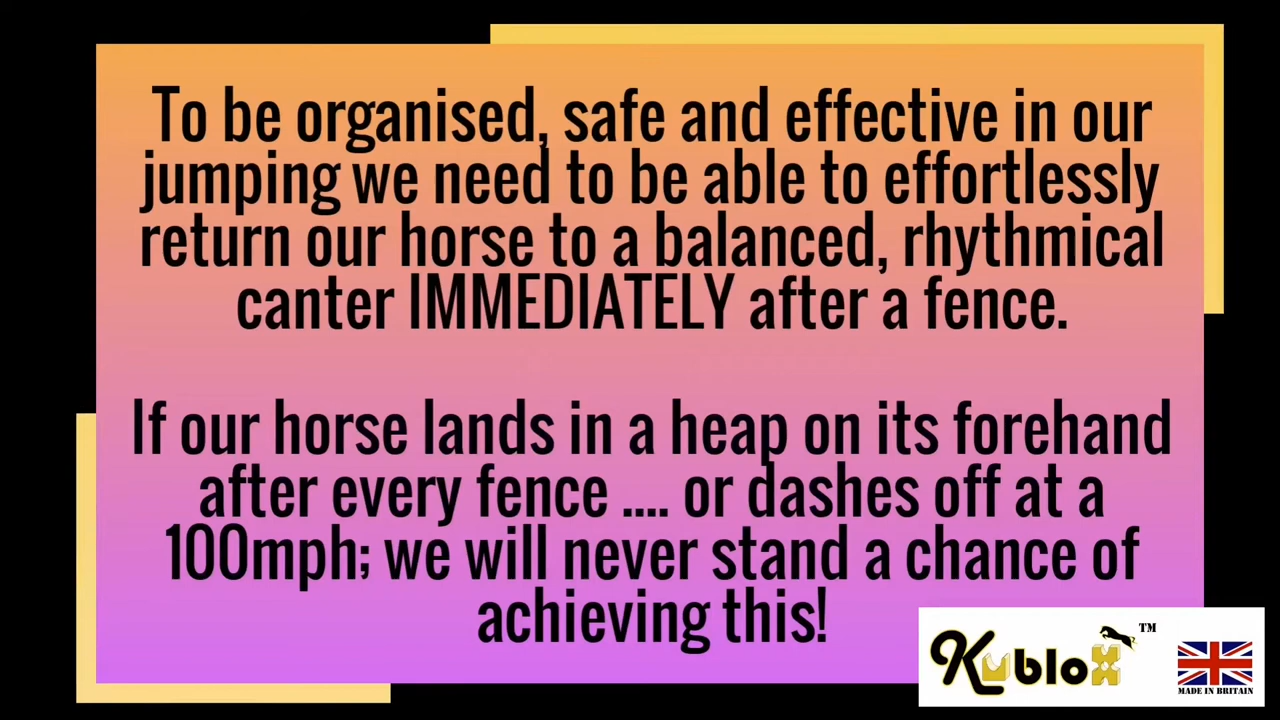 To be organised, safe and effective in our
jumping we need to be able to effortlessly
return our horse to a balanced, rhythmical
canter IMMEDIATELY after a fence.
If our horse lands in a heap on its forehand
after every fence .... or dashes off at a
100mph; we will never stand a chance of
achieving this!
Kublox TM
MADE IN BRITAIN